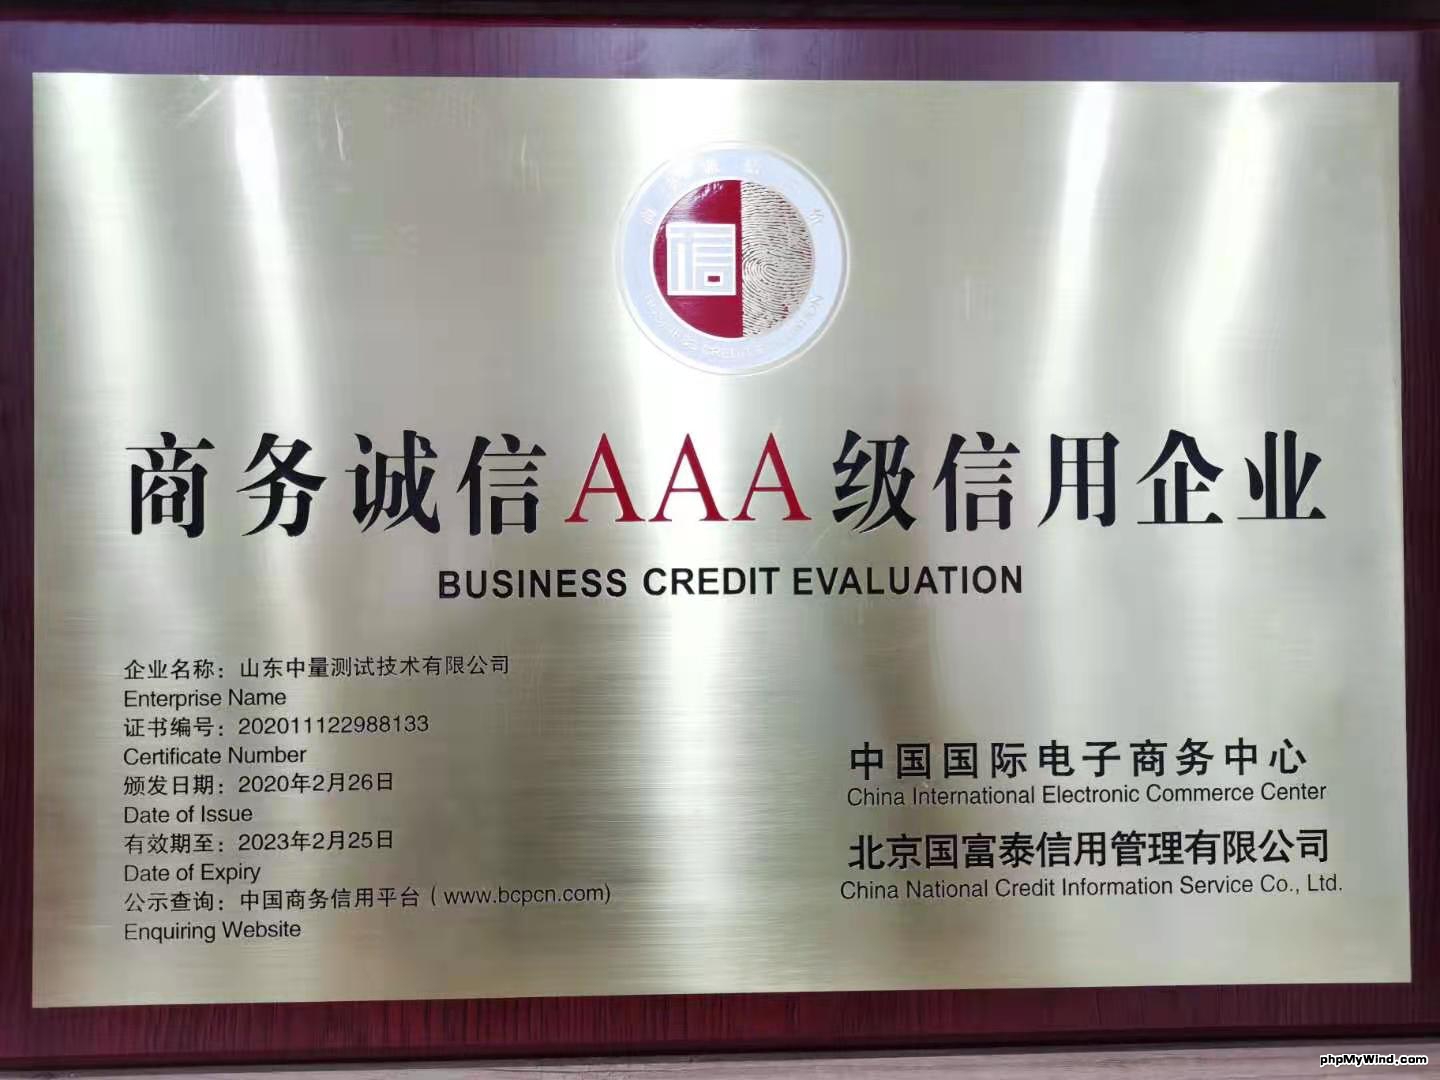 信
商务诚信AAA级信用企业
BUSINESS CREDIT EVALUATION
企业名称：山东中量测试技术有限公司
Enterprise Name
证书编号：202011122988133
Certificate Number
颁发日期：2020年2月26日
Date of Issue
有效期至：2023年2月25日
Date of Expiry
公示查询：中国商务信用平台（www.bcpcn.com)
Enquiring Website
中国国际电子商务中心
China International Electronic Commerce Center
北京国富泰信用管理有限公司
China National Credit Information Service Co., Ltd.
phpMyWind.com